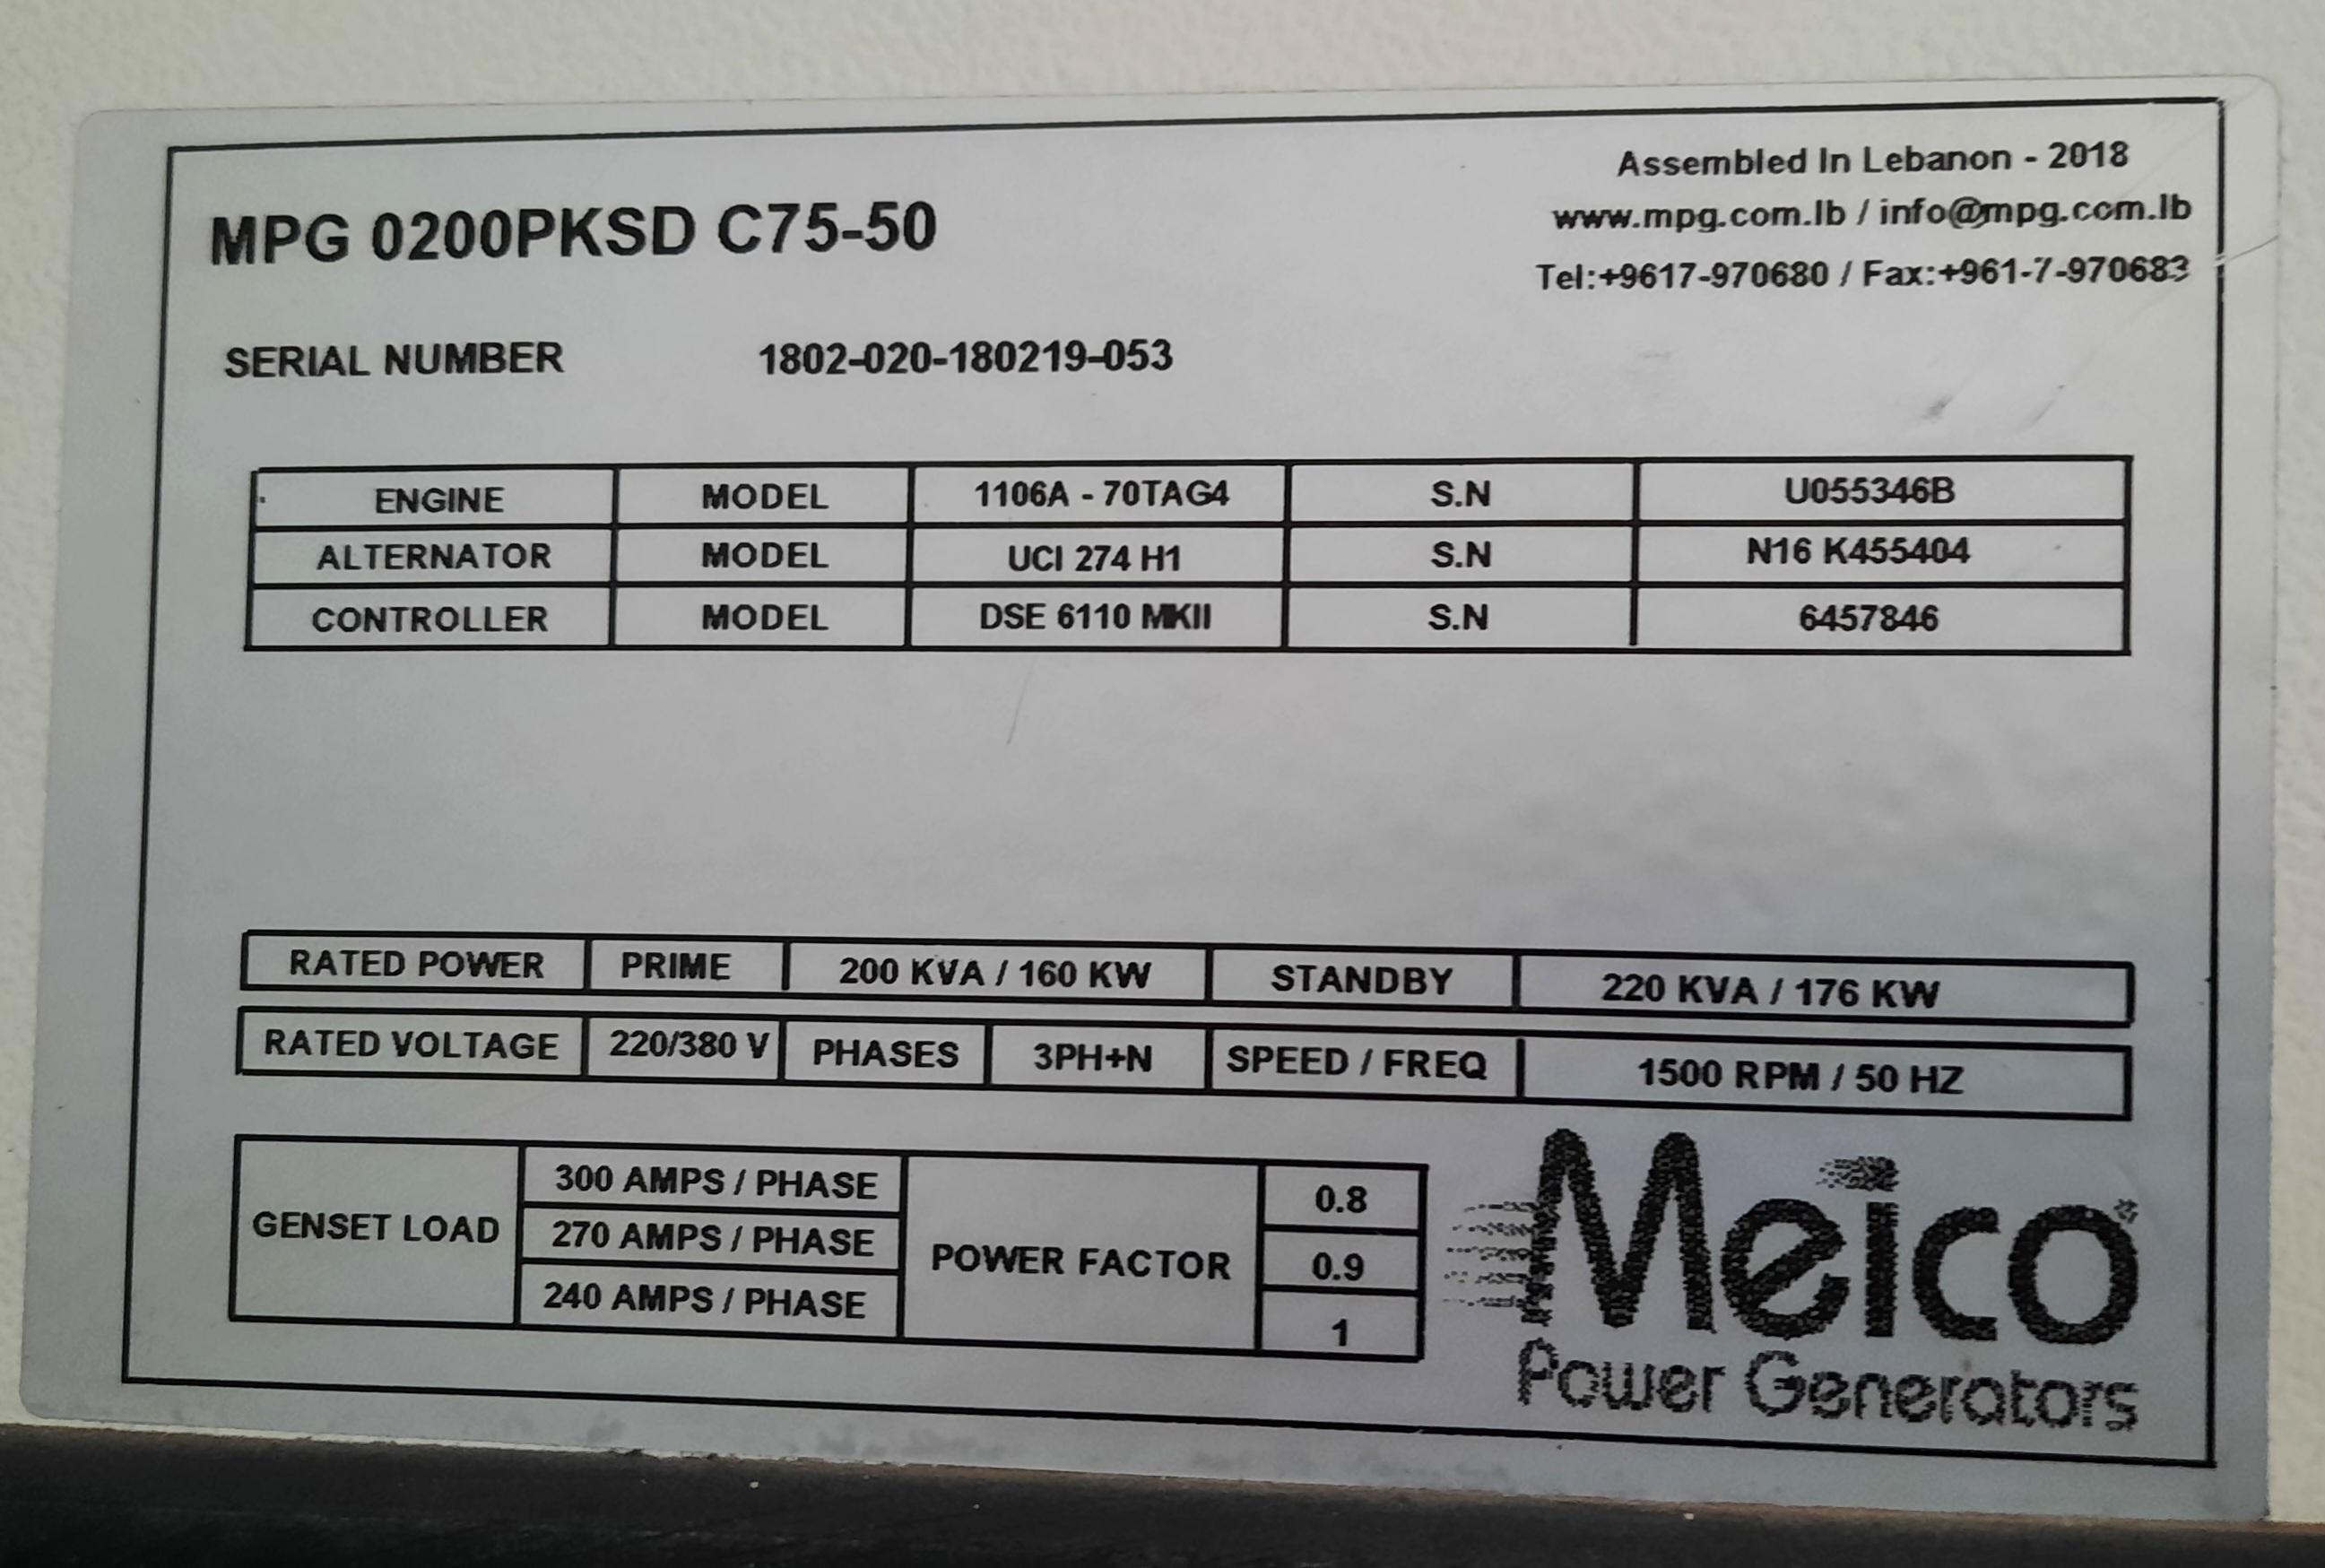 Assembled In Lebanon - 2018
www.mpg.com.lb / info@mpg.com.lb
Tel:+9617-970680 / Fax:+961-7-970683
MPG 0200PKSD C75-50
SERIAL NUMBER 1802-020-180219-053
ENGINE MODEL 1106A - 70TAG4 S.N U055346B
ALTERNATOR MODEL UCI 274 H1 S.N N16 K455404
CONTROLLER MODEL DSE 6110 MKII S.N 6457846
RATED POWER PRIME 200 KVA / 160 KW STANDBY 220 KVA / 176 KW
RATED VOLTAGE 220/380 V PHASES 3PH+N SPEED / FREQ 1500 RPM / 50 HZ
GENSET LOAD
300 AMPS / PHASE
270 AMPS / PHASE
240 AMPS / PHASE
POWER FACTOR
0.8
0.9
1
Meico
Power Generators